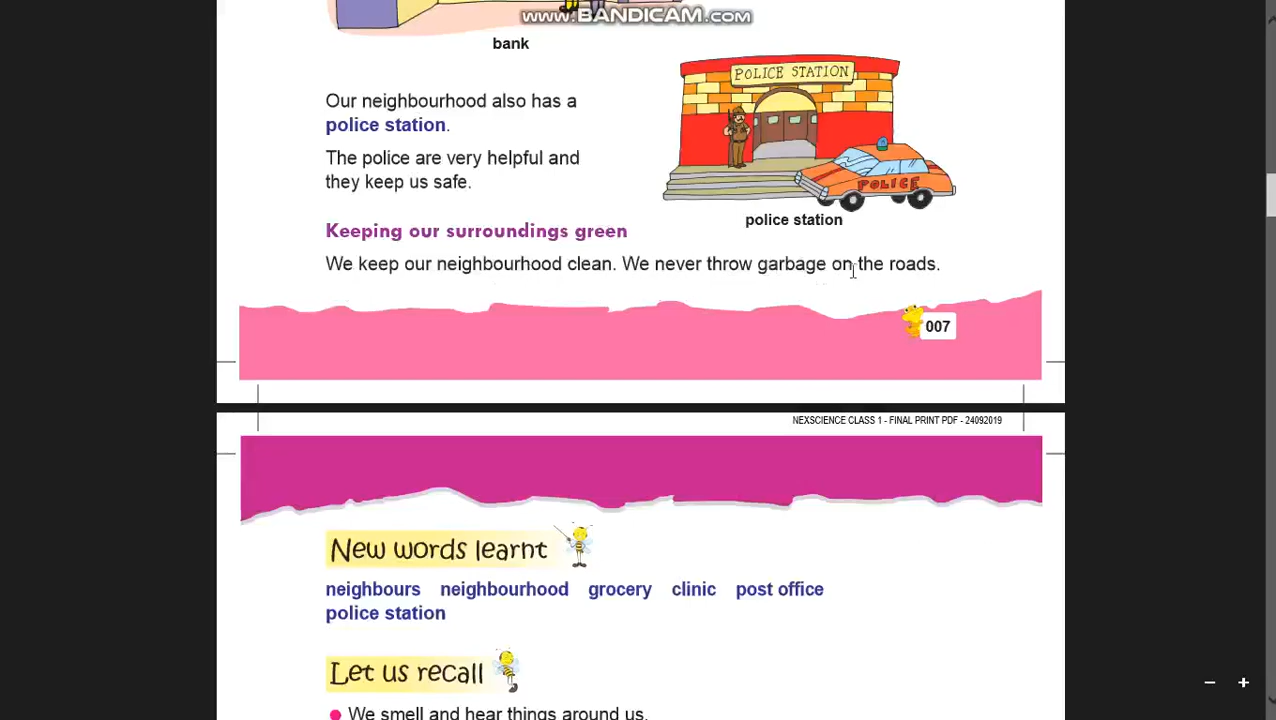 www.BANDICAM.com
bank
POLICE STATION
Our neighbourhood also has a
police station.
The police are very helpful and
they keep us safe.
POLICE
police station
Keeping our surroundings green
We keep our neighbourhood clean. We never throw garbage on the roads.
007
NEXSCIENCE CLASS 1 - FINAL PRINT PDF - 24092019
New words learnt
neighbours neighbourhood grocery clinic post office
police station
Let us recall
We smell and hear things around us.